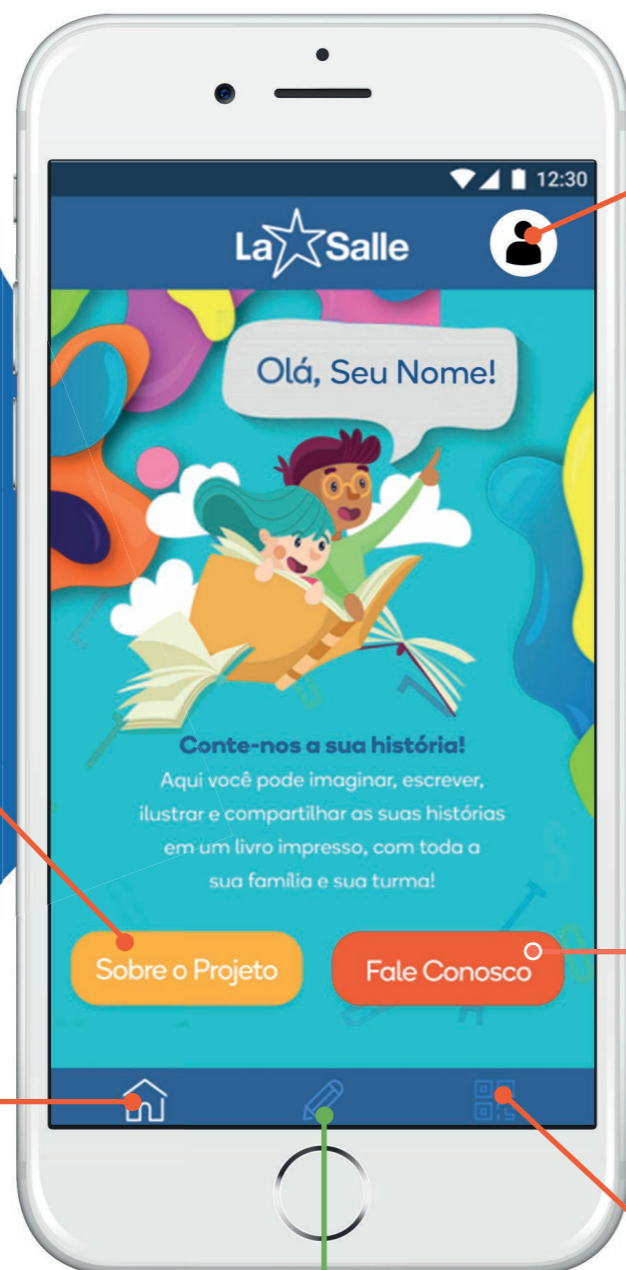 12:30
La Salle
Olá, Seu Nome!
Conte-nos a sua história!
Aqui você pode imaginar, escrever,
ilustrar e compartilhar as suas histórias
em um livro impresso, com toda a
sua família e sua turma!
Sobre o Projeto
Fale Conosco